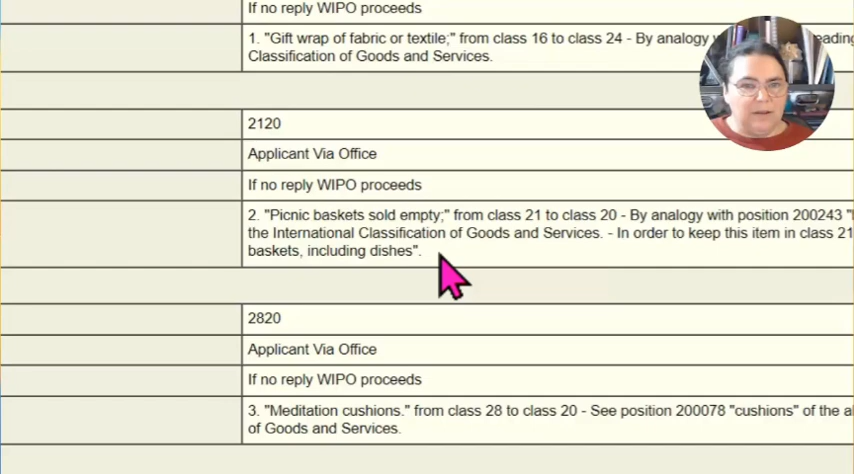 If no reply WIPO proceeds
1. "Gift wrap of fabric or textile;" from class 16 to class 24 - By analogy
Classification of Goods and Services.
2120
Applicant Via Office
If no reply WIPO proceeds
2. "Picnic baskets sold empty;" from class 21 to class 20 - By analogy with position 200243
the International Classification of Goods and Services. - In order to keep this item in class 21
baskets, including dishes".
2820
Applicant Via Office
If no reply WIPO proceeds
3. "Meditation cushions." from class 28 to class 20 - See position 200078 "cushions" of the
of Goods and Services.